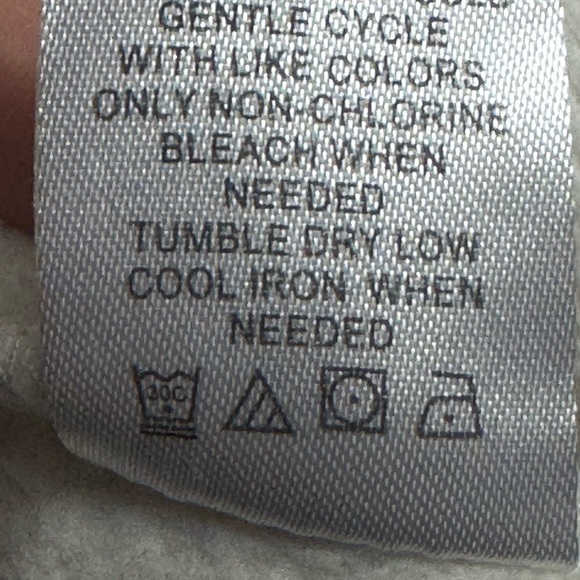 GENTLE CYCLE
WITH LIKE COLORS
ONLY NON-CHLORINE
BLEACH WHEN
NEEDED
TUMBLE DRY LOW
COOL IRON WHEN
NEEDED
30C